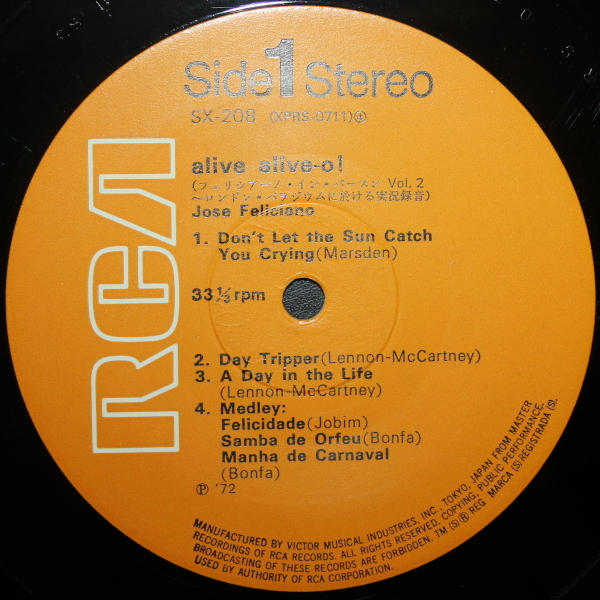 Side 1 Stereo
SX-208 (XPRS-0711)
RCA
alive alive-o!
(フェリシアーノ・イン・パースン Vol. 2
〜ロンドン・パラジウムに於ける実況録音)
Jose Feliciano
1. Don't Let the Sun Catch
You Crying(Marsden)
33 1/3 rpm
2. Day Tripper(Lennon-McCartney)
3. A Day in the Life
(Lennon-McCartney)
4. Medley:
Felicidade(Jobim)
Samba de Orfeu(Bonfa)
Manha de Carnaval
(Bonfa)
Ⓟ '72
MANUFACTURED BY VICTOR MUSICAL INDUSTRIES, INC., TOKYO, JAPAN FROM MASTER
RECORDINGS OF RCA RECORDS. ALL RIGHTS RESERVED. COPYING, PUBLIC PERFORMANCE,
BROADCASTING OF THESE RECORDS ARE FORBIDDEN. TM (S) ® REG MARCA (S) REGISTRADA (S).
USED BY AUTHORITY OF RCA CORPORATION.